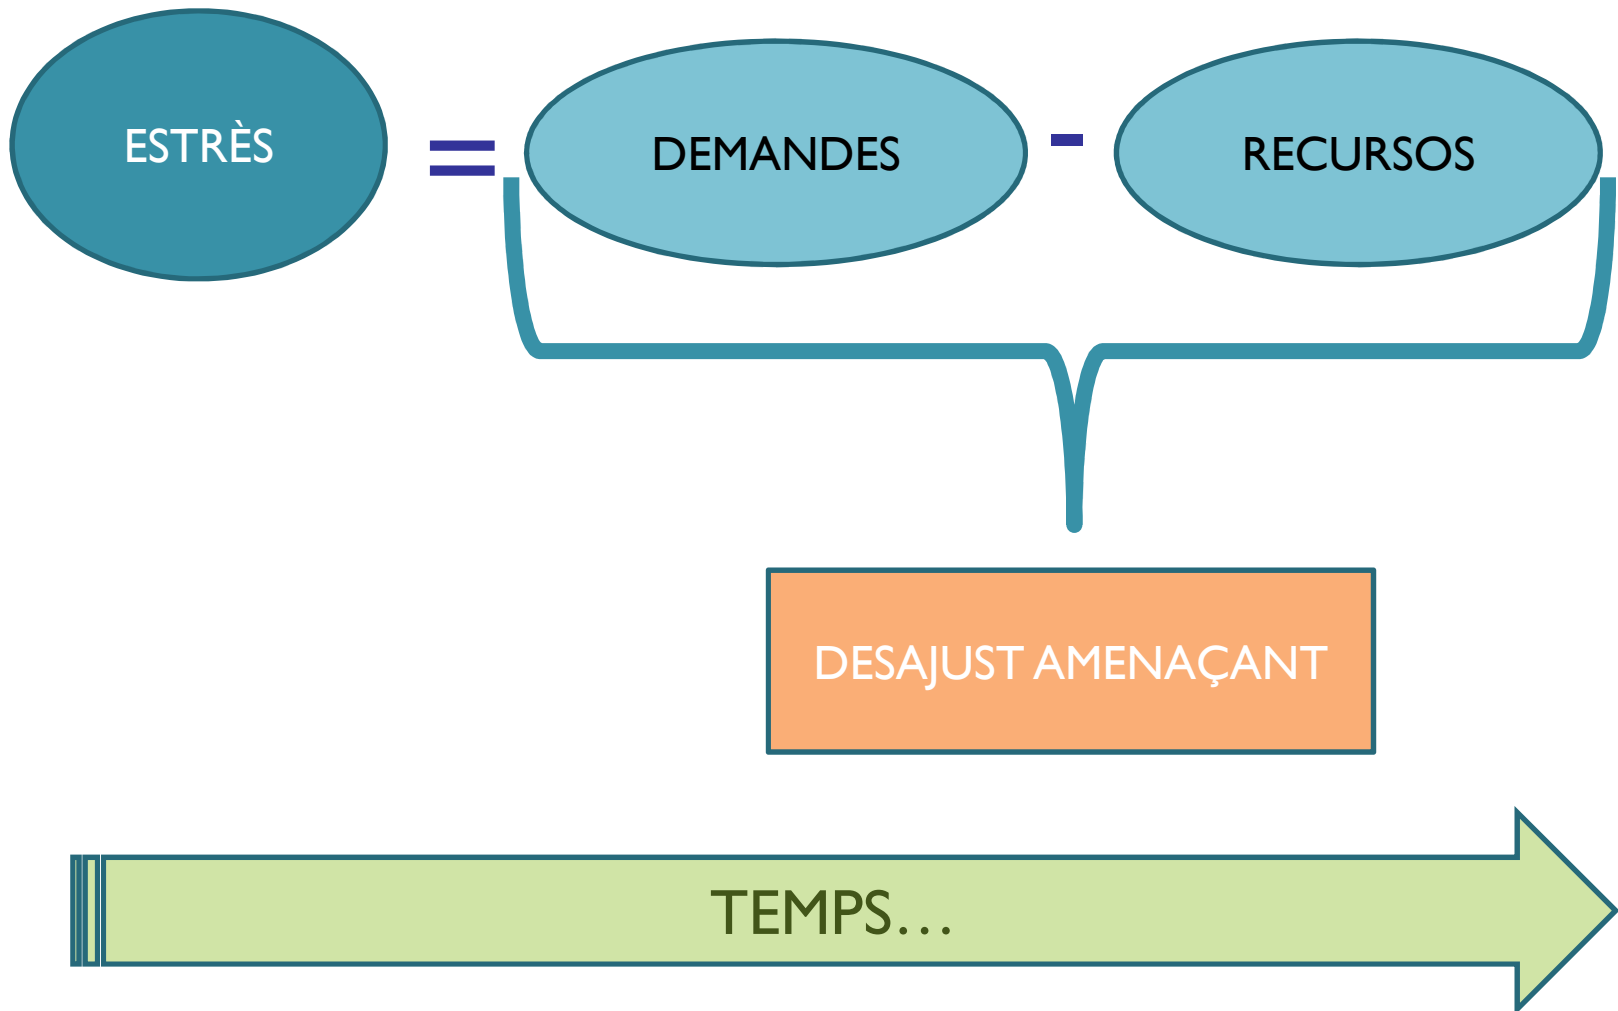 ESTRÈS = DEMANDES - RECURSOS
DESAJUST AMENAÇANT
TEMPS…